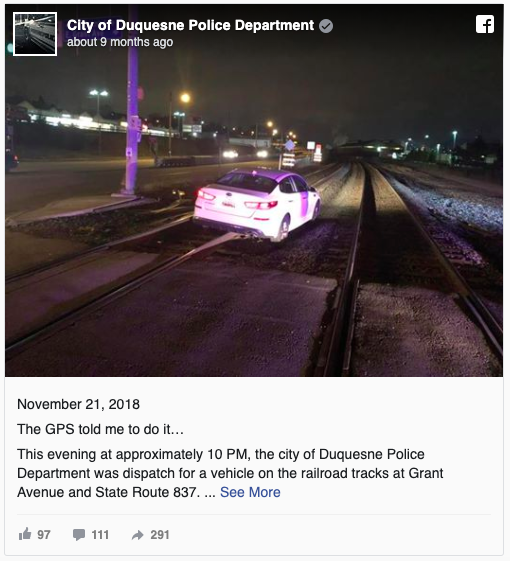 City of Duquesne Police Department
about 9 months ago
November 21, 2018
The GPS told me to do it...
This evening at approximately 10 PM, the city of Duquesne Police
Department was dispatch for a vehicle on the railroad tracks at Grant
Avenue and State Route 837. ... See More
97 111 291